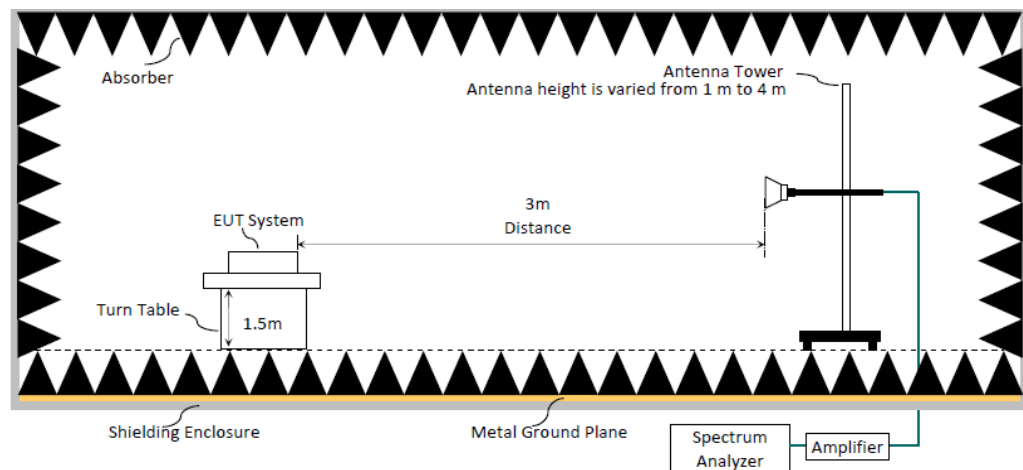 Absorber
Antenna Tower
Antenna height is varied from 1 m to 4 m
3m
Distance
EUT System
Turn Table
1.5m
Shielding Enclosure
Metal Ground Plane
Spectrum
Analyzer
Amplifier